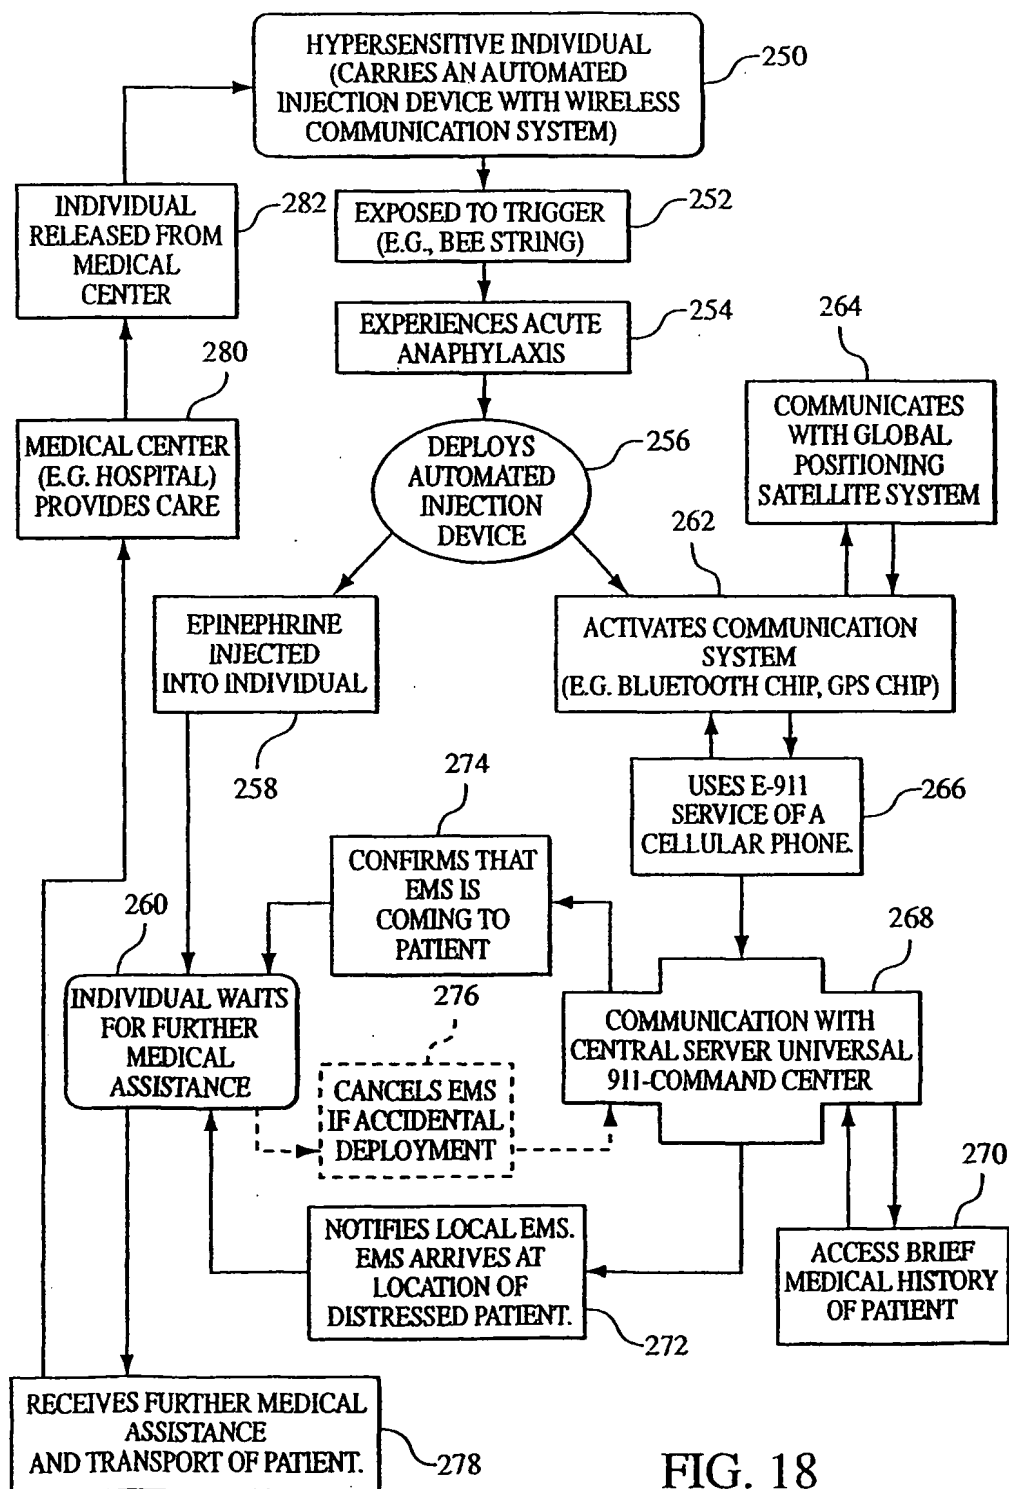 HYPERSENSITIVE INDIVIDUAL
(CARRIES AN AUTOMATED
INJECTION DEVICE WITH WIRELESS
COMMUNICATION SYSTEM)
250
EXPOSED TO TRIGGER
(E.G., BEE STRING)
252
EXPERIENCES ACUTE
ANAPHYLAXIS
254
DEPLOYS
AUTOMATED
INJECTION
DEVICE
256
INDIVIDUAL
RELEASED FROM
MEDICAL
CENTER
282
280
MEDICAL CENTER
(E.G. HOSPITAL)
PROVIDES CARE
264
COMMUNICATES
WITH GLOBAL
POSITIONING
SATELLITE SYSTEM
262
ACTIVATES COMMUNICATION
SYSTEM
(E.G. BLUETOOTH CHIP, GPS CHIP)
EPINEPHRINE
INJECTED
INTO INDIVIDUAL
258
USES E-911
SERVICE OF A
CELLULAR PHONE.
266
274
CONFIRMS THAT
EMS IS
COMING TO
PATIENT
260
INDIVIDUAL WAITS
FOR FURTHER
MEDICAL
ASSISTANCE
276
CANCELS EMS
IF ACCIDENTAL
DEPLOYMENT
268
COMMUNICATION WITH
CENTRAL SERVER UNIVERSAL
911-COMMAND CENTER
270
ACCESS BRIEF
MEDICAL HISTORY
OF PATIENT
NOTIFIES LOCAL EMS.
EMS ARRIVES AT
LOCATION OF
DISTRESSED PATIENT.
272
RECEIVES FURTHER MEDICAL
ASSISTANCE
AND TRANSPORT OF PATIENT.
278
FIG. 18